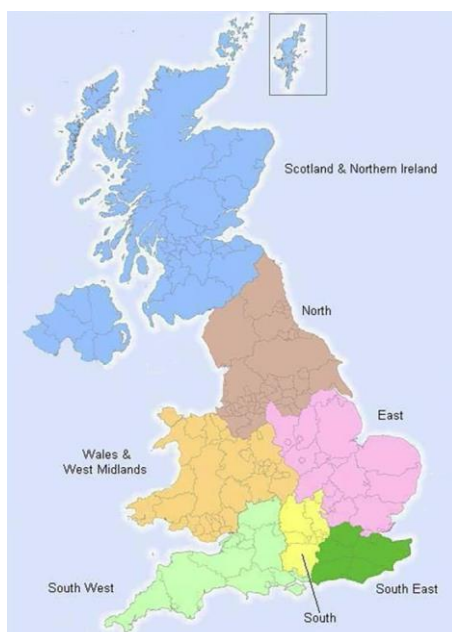 Scotland & Northern Ireland
North
East
Wales &
West Midlands
South West
South East
South